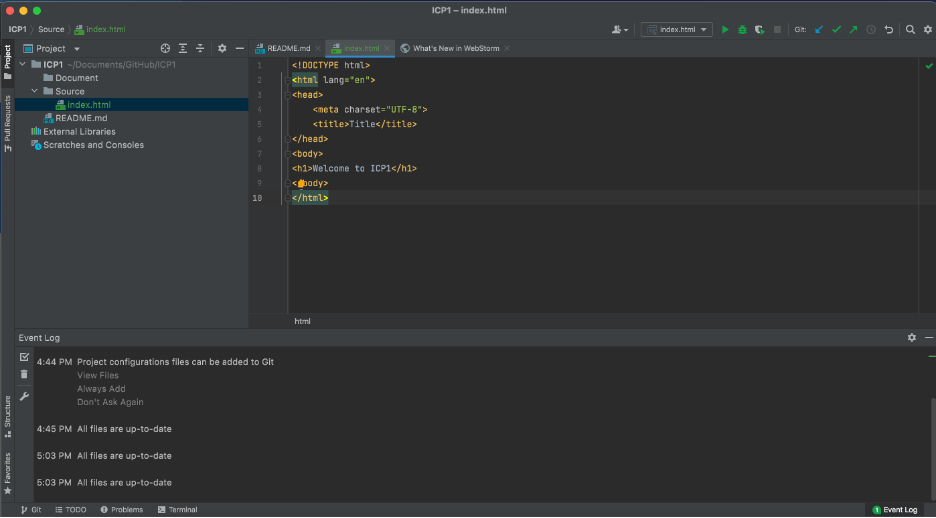 ICP1 – index.html
ICP1 Source index.html
index.html
Git:
Project
Pull Requests
Structure
Favorites
Project
ICP1 ~/Documents/GitHub/ICP1
Document
Source
index.html
README.md
External Libraries
Scratches and Consoles
README.md index.html What's New in WebStorm
1 <!DOCTYPE html>
2 <html lang="en">
3 <head>
4 <meta charset="UTF-8">
5 <title>Title</title>
6 </head>
7 <body>
8 <h1>Welcome to ICP1</h1>
9 < body>
10 </html>
html
Event Log
4:44 PM Project configurations files can be added to Git
View Files
Always Add
Don't Ask Again
4:45 PM All files are up-to-date
5:03 PM All files are up-to-date
5:03 PM All files are up-to-date
Git TODO Problems Terminal
1 Event Log